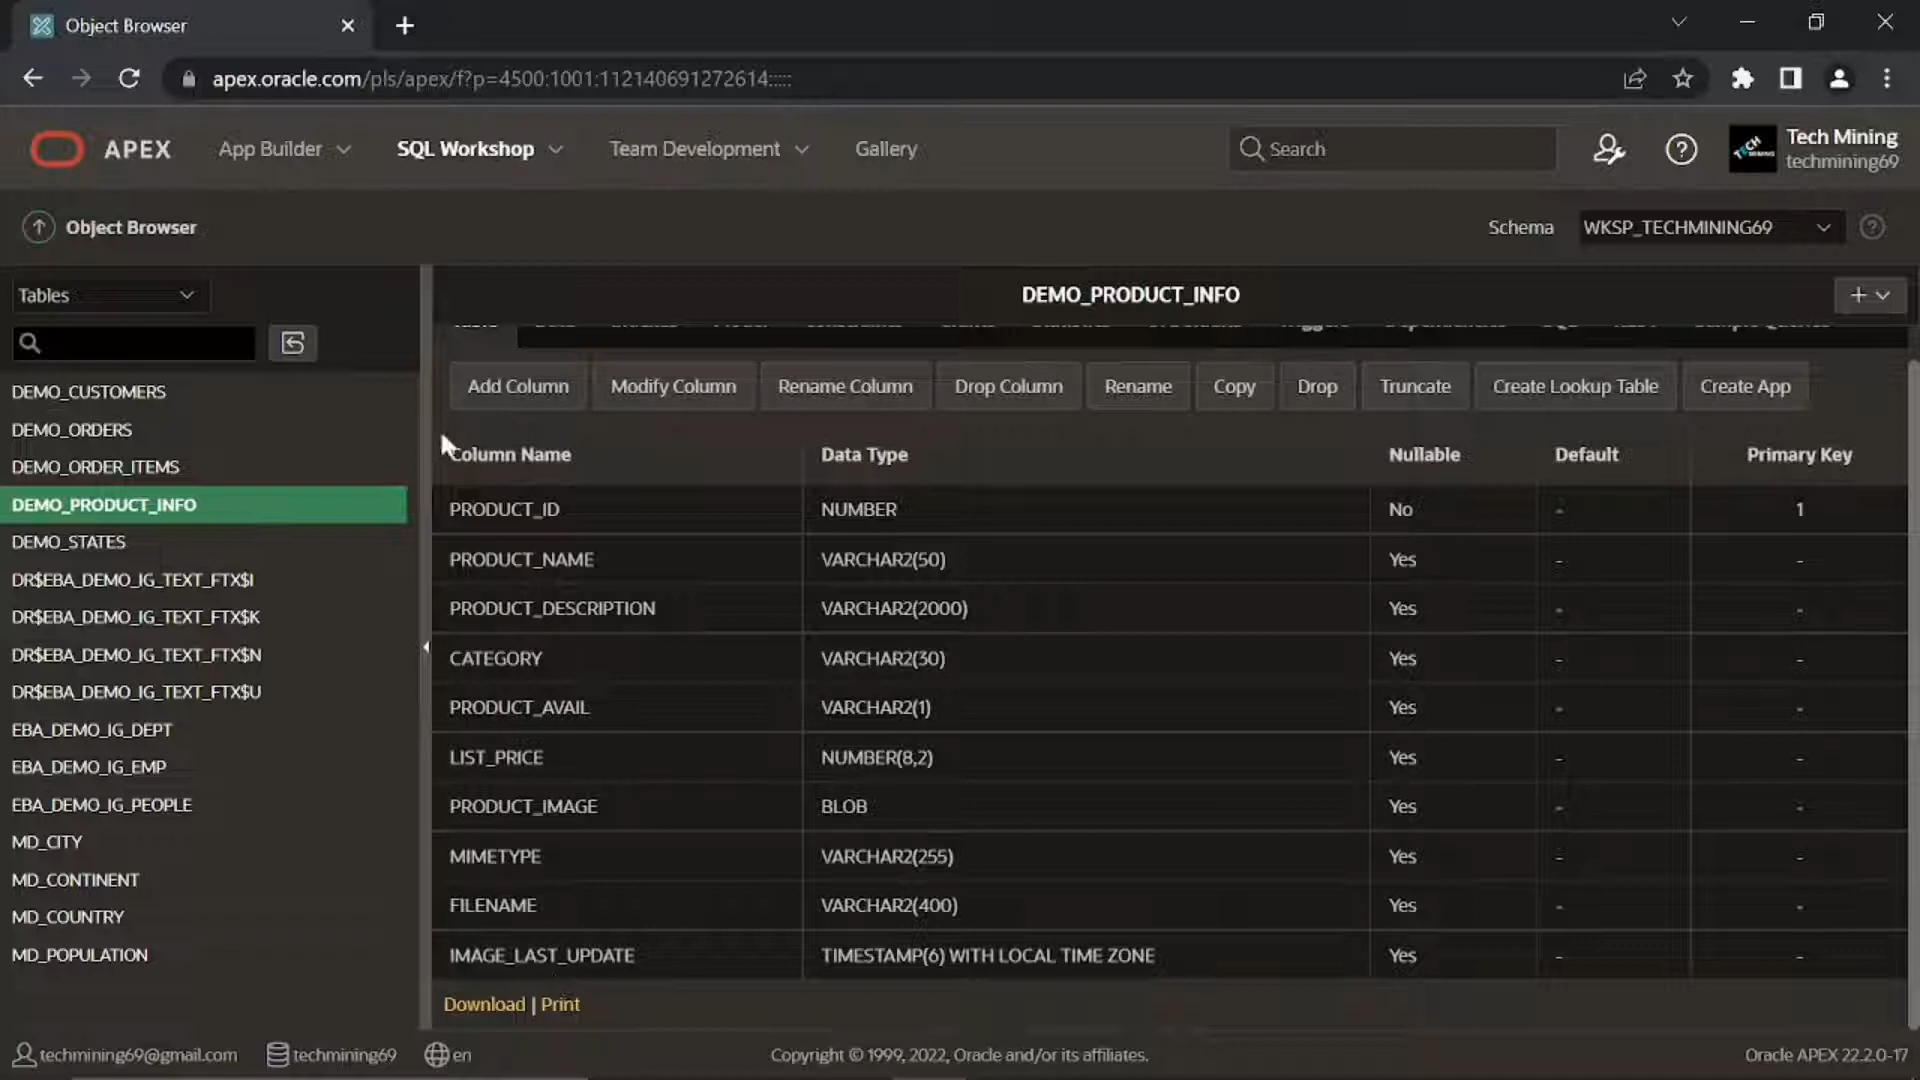 Object Browser
apex.oracle.com/pls/apex/f?p=4500:1001:112140691272614:::::
APEX
App Builder
SQL Workshop
Team Development
Gallery
Search
TECH MINING
Tech Mining
techmining69
Object Browser
Schema
WKSP_TECHMINING69
Tables
DEMO_CUSTOMERS
DEMO_ORDERS
DEMO_ORDER_ITEMS
DEMO_PRODUCT_INFO
DEMO_STATES
DR$EBA_DEMO_IG_TEXT_FTX$I
DR$EBA_DEMO_IG_TEXT_FTX$K
DR$EBA_DEMO_IG_TEXT_FTX$N
DR$EBA_DEMO_IG_TEXT_FTX$U
EBA_DEMO_IG_DEPT
EBA_DEMO_IG_EMP
EBA_DEMO_IG_PEOPLE
MD_CITY
MD_CONTINENT
MD_COUNTRY
MD_POPULATION
DEMO_PRODUCT_INFO
Add Column Modify Column Rename Column Drop Column Rename Copy Drop Truncate Create Lookup Table Create App
Column Name Data Type Nullable Default Primary Key
PRODUCT_ID NUMBER No - 1
PRODUCT_NAME VARCHAR2(50) Yes - -
PRODUCT_DESCRIPTION VARCHAR2(2000) Yes - -
CATEGORY VARCHAR2(30) Yes - -
PRODUCT_AVAIL VARCHAR2(1) Yes - -
LIST_PRICE NUMBER(8,2) Yes - -
PRODUCT_IMAGE BLOB Yes - -
MIMETYPE VARCHAR2(255) Yes - -
FILENAME VARCHAR2(400) Yes - -
IMAGE_LAST_UPDATE TIMESTAMP(6) WITH LOCAL TIME ZONE Yes - -
Download | Print
techmining69@gmail.com techmining69 en
Copyright © 1999, 2022, Oracle and/or its affiliates.
Oracle APEX 22.2.0-17